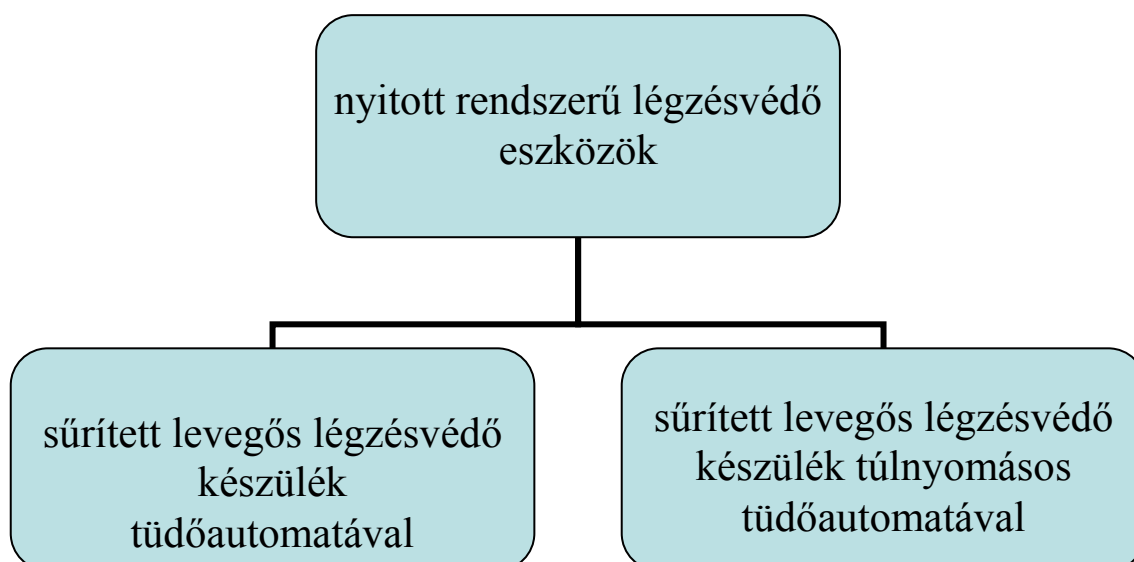 nyitott rendszerű légzésvédő
eszközök
sűrített levegős légzésvédő
készülék
tüdőautomatával
sűrített levegős légzésvédő
készülék túlnyomásos
tüdőautomatával